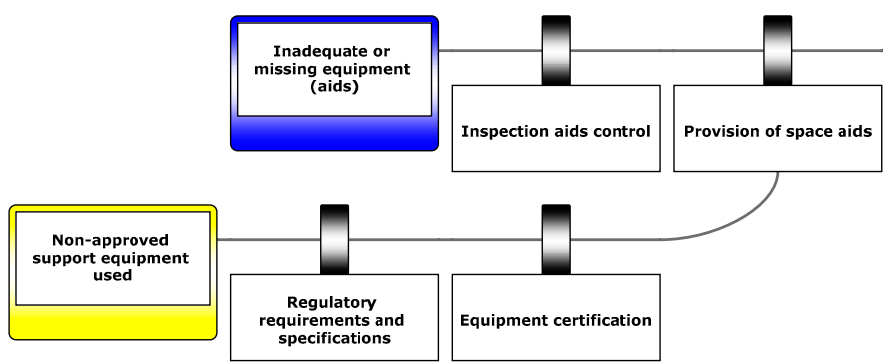 Inadequate or
missing equipment
(aids)
Inspection aids control
Provision of space aids
Non-approved
support equipment
used
Regulatory
requirements and
specifications
Equipment certification